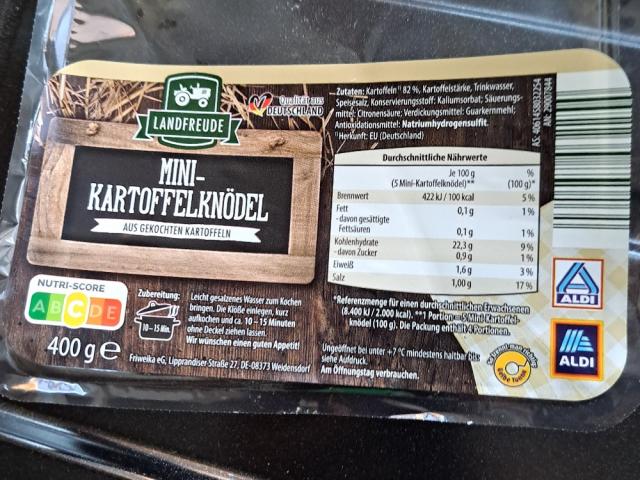 LANDFREUDE
MINI-
KARTOFFELKNÖDEL
AUS GEKOCHTEN KARTOFFELN
Qualität aus
DEUTSCHLAND
NUTRI-SCORE
A B C D E
400 g e
Zubereitung:
10 – 15 Min.
Leicht gesalzenes Wasser zum Kochen
bringen. Die Klöße einlegen, kurz
aufkochen und ca. 10 – 15 Minuten
ohne Deckel ziehen lassen.
Wir wünschen einen guten Appetit!
Friweika eG, Lipprandiser Straße 27, DE-08373 Weidensdorf
Zutaten: Kartoffeln¹⁾ 82 %, Kartoffelstärke, Trinkwasser,
Speisesalz, Konservierungsstoff: Kaliumsorbat; Säuerungs-
mittel: Citronensäure; Verdickungsmittel: Guarkernmehl;
Antioxidationsmittel: Natriumhydrogensulfit.
¹⁾Herkunft: EU (Deutschland)
Durchschnittliche Nährwerte
Je 100 g %
(5 Mini-Kartoffelknödel)** (100 g)*
Brennwert 422 kJ / 100 kcal 5 %
Fett 0,1 g 1 %
-davon gesättigte
Fettsäuren 0,1 g 1 %
Kohlenhydrate 22,3 g 9 %
-davon Zucker 0,9 g 1 %
Eiweiß 1,6 g 3 %
Salz 1,00 g 17 %
*Referenzmenge für einen durchschnittlichen Erwachsenen
(8.400 kJ / 2.000 kcal). **1 Portion = 5 Mini-Kartoffel-
knödel (100 g). Die Packung enthält 4 Portionen.
Ungeöffnet bei unter +7 °C mindestens haltbar bis:
siehe Aufdruck.
Am Öffnungstag verbrauchen.
So trennt man richtig
Gelbe Tonne
ALDI
ALDI